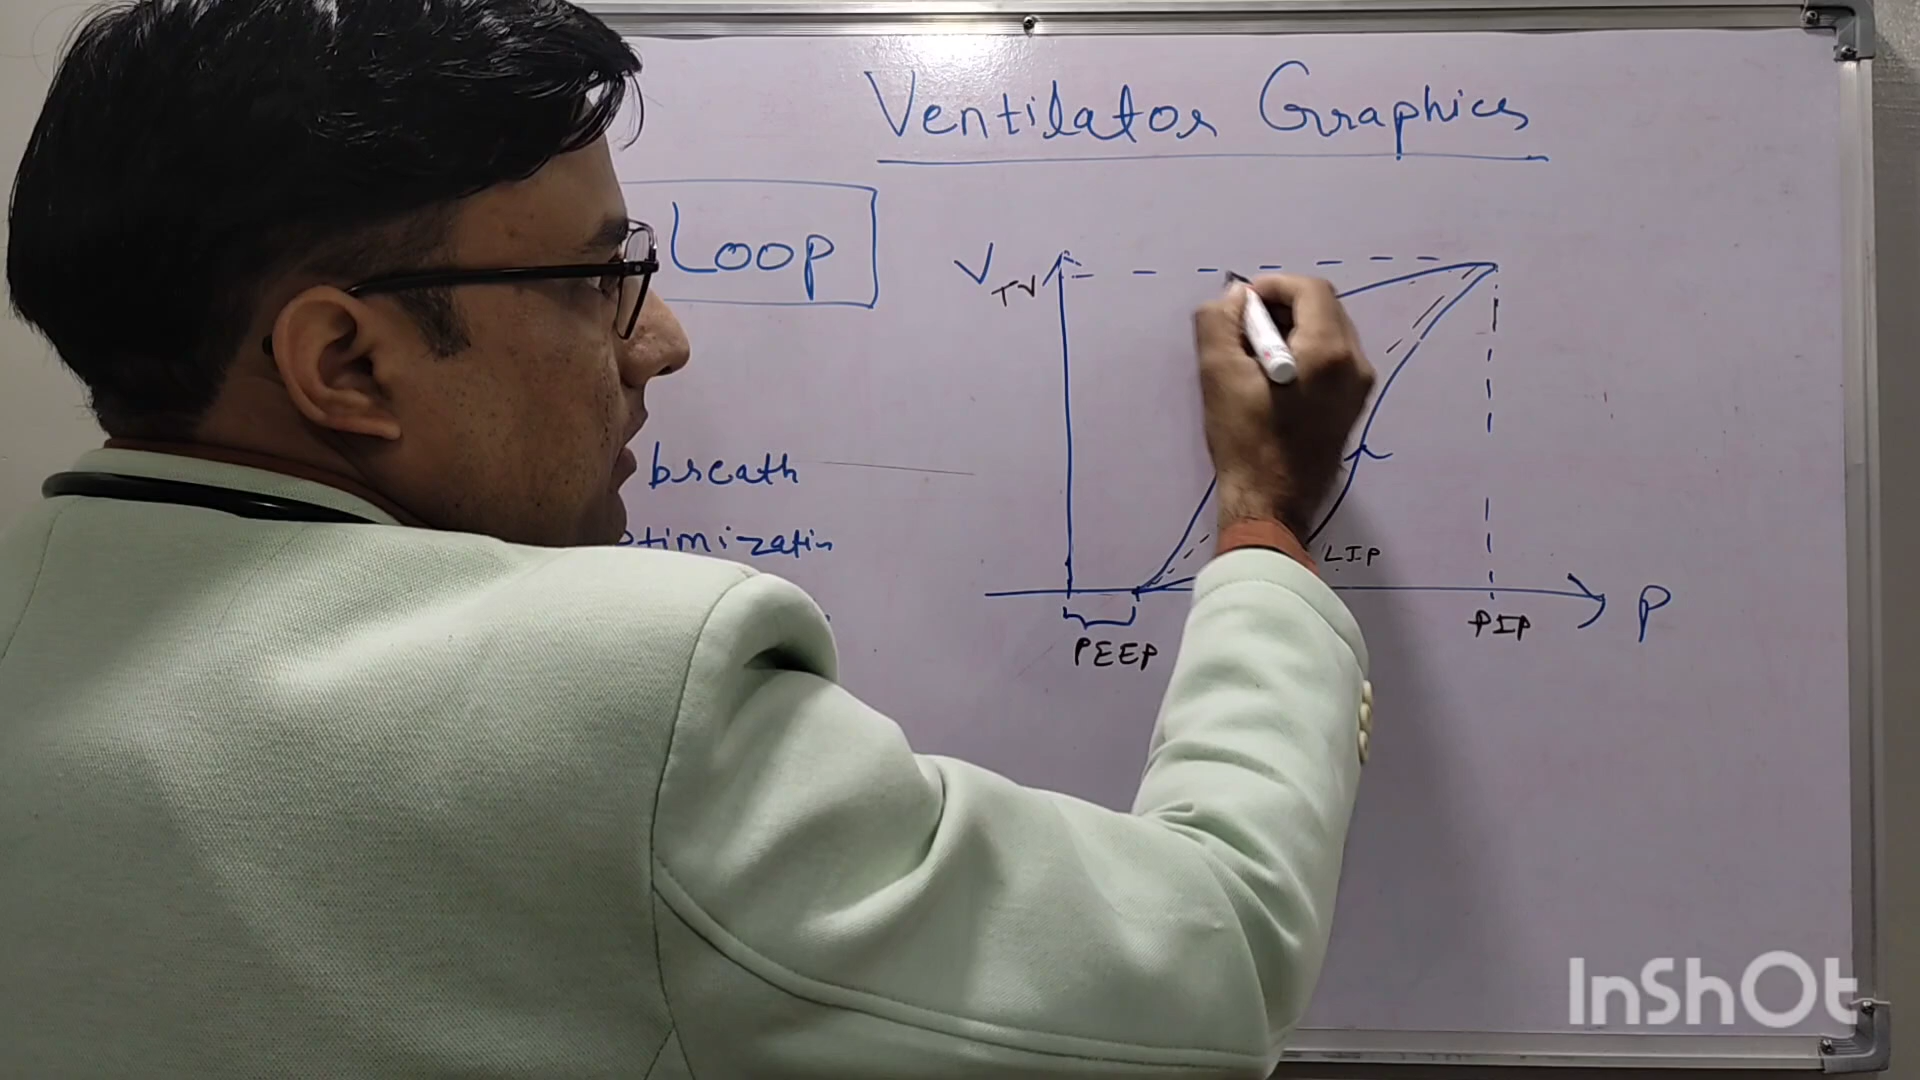 Ventilator Graphics
Loop
V
TV
breath
LIP
PEEP
PIP
P
InShOt